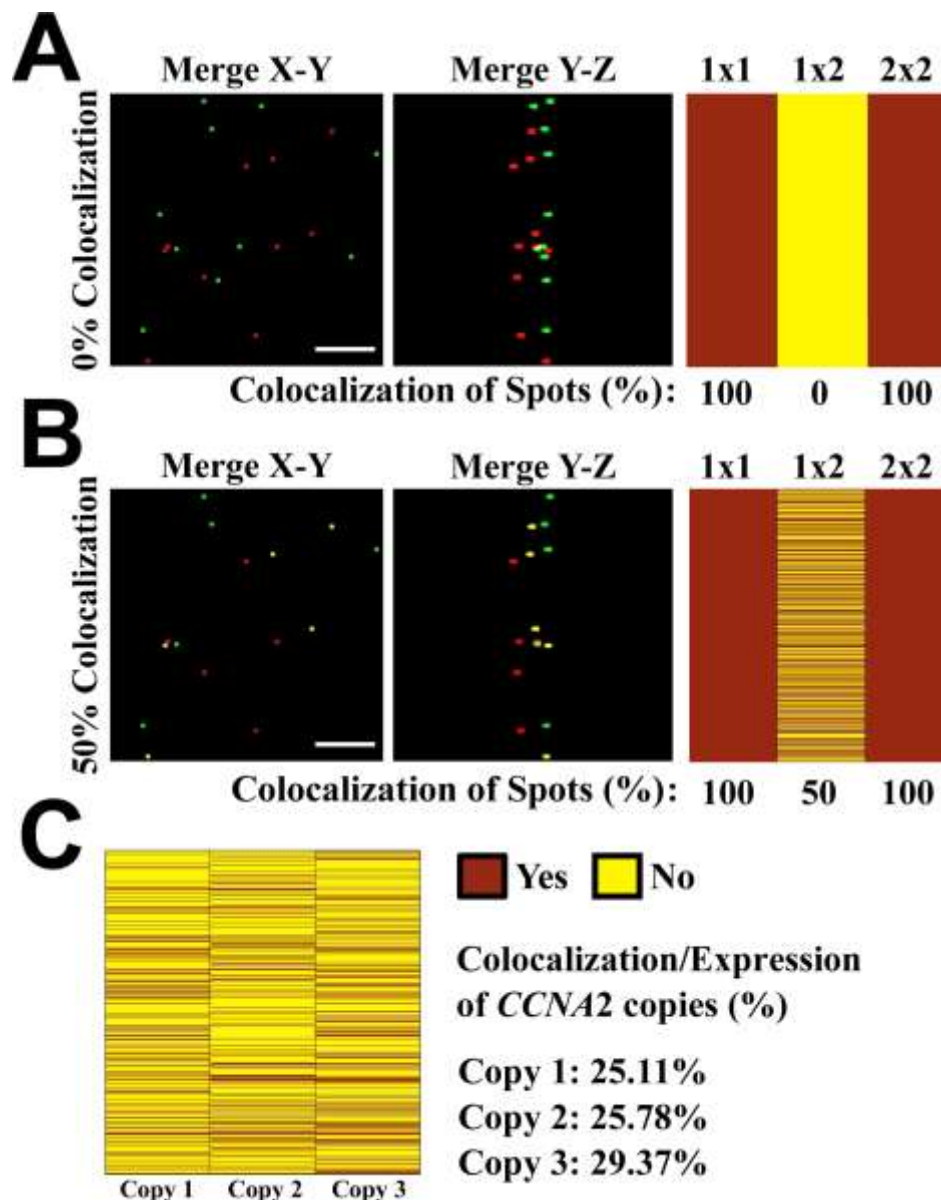 A
Merge X-Y Merge Y-Z 1x1 1x2 2x2
0% Colocalization
Colocalization of Spots (%): 100 0 100
B
Merge X-Y Merge Y-Z 1x1 1x2 2x2
50% Colocalization
Colocalization of Spots (%): 100 50 100
C
Yes No
Colocalization/Expression
of CCNA2 copies (%)
Copy 1: 25.11%
Copy 2: 25.78%
Copy 3: 29.37%
Copy 1 Copy 2 Copy 3